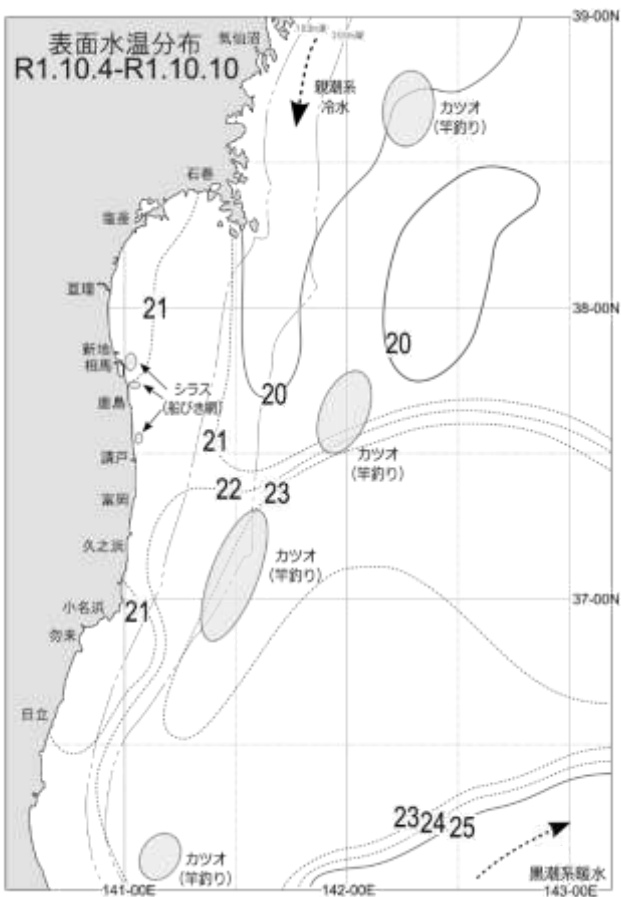 表面水温分布
R1.10.4-R1.10.10
気仙沼
39-00N
親潮系
冷水
カツオ
(竿釣り)
石巻
塩釜
亘理
21
38-00N
新地
相馬
20
シラス
(船びき網)
鹿島
20
21
カツオ
(竿釣り)
請戸
22
23
富岡
久之浜
カツオ
(竿釣り)
小名浜
21
37-00N
勿来
日立
23
24
25
カツオ
(竿釣り)
黒潮系暖水
141-00E
142-00E
143-00E